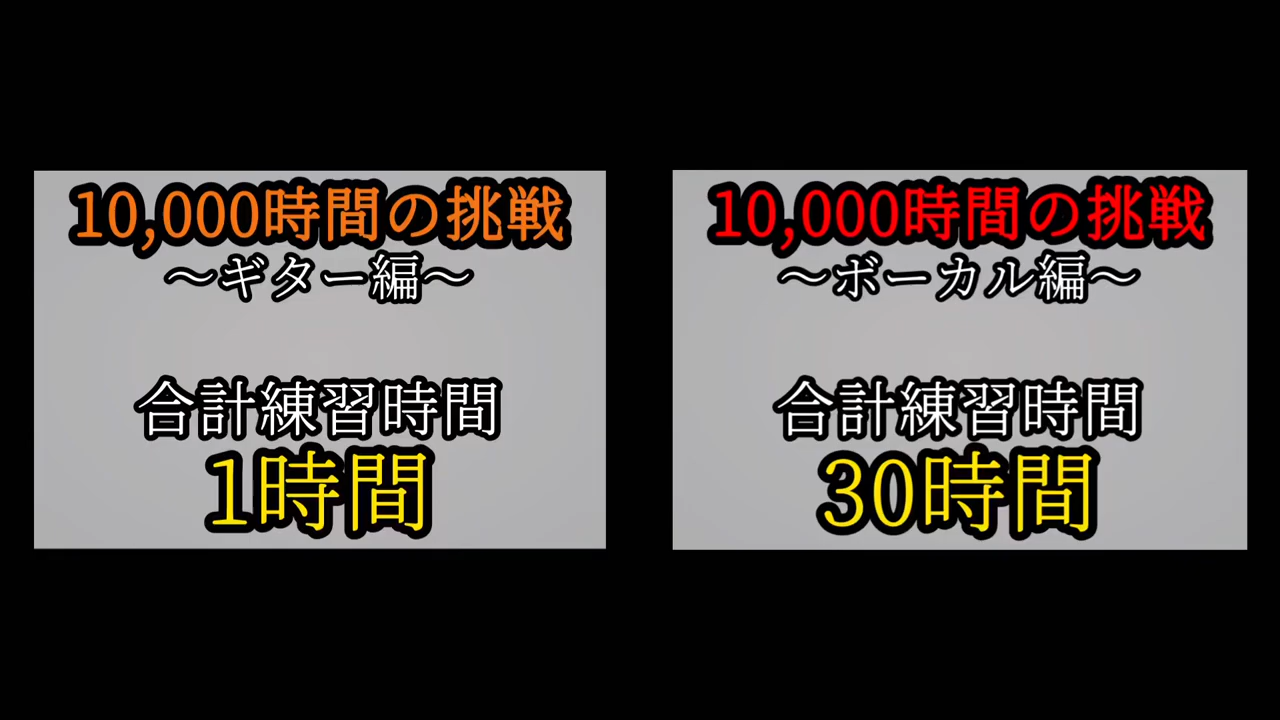 10,000時間の挑戦
～ギター編～
合計練習時間
1時間
10,000時間の挑戦
～ボーカル編～
合計練習時間
30時間